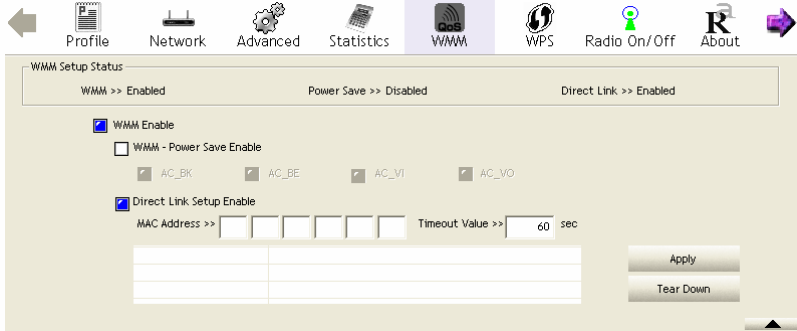 Profile Network Advanced Statistics QoS WMM WPS Radio On/Off About
WMM Setup Status
WMM >> Enabled Power Save >> Disabled Direct Link >> Enabled
WMM Enable
WMM - Power Save Enable
AC_BK AC_BE AC_VI AC_VO
Direct Link Setup Enable
MAC Address >> Timeout Value >> 60 sec
Apply
Tear Down